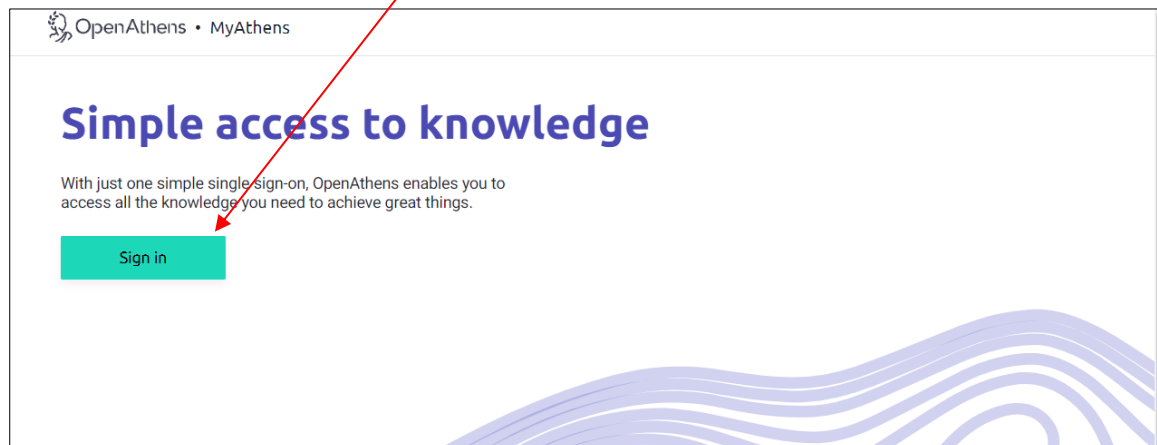 OpenAthens • MyAthens
Simple access to knowledge
With just one simple single sign-on, OpenAthens enables you to
access all the knowledge you need to achieve great things.
Sign in